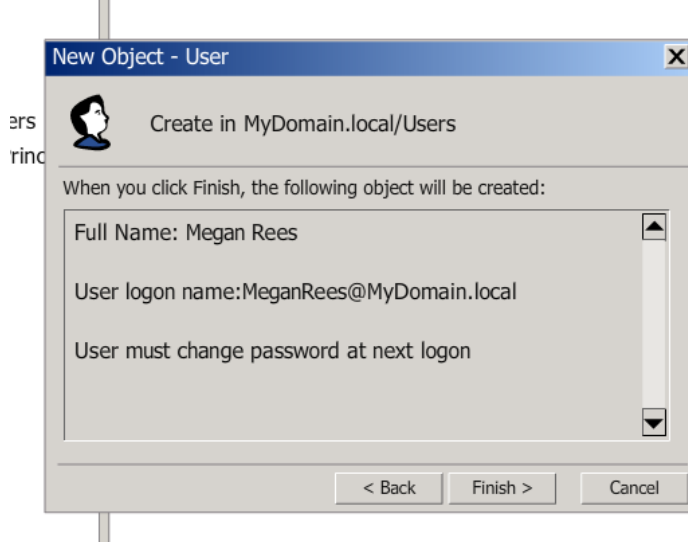 New Object - User
X
ers
Create in MyDomain.local/Users
When you click Finish, the following object will be created:
Full Name: Megan Rees
User logon name:MeganRees@MyDomain.local
User must change password at next logon
< Back Finish > Cancel